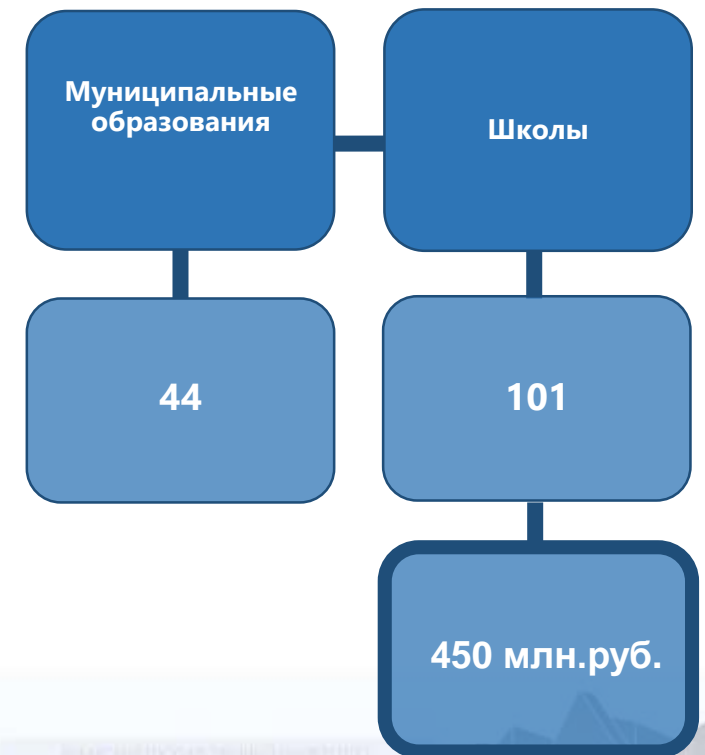 Муниципальные
образования
Школы
44
101
450 млн.руб.